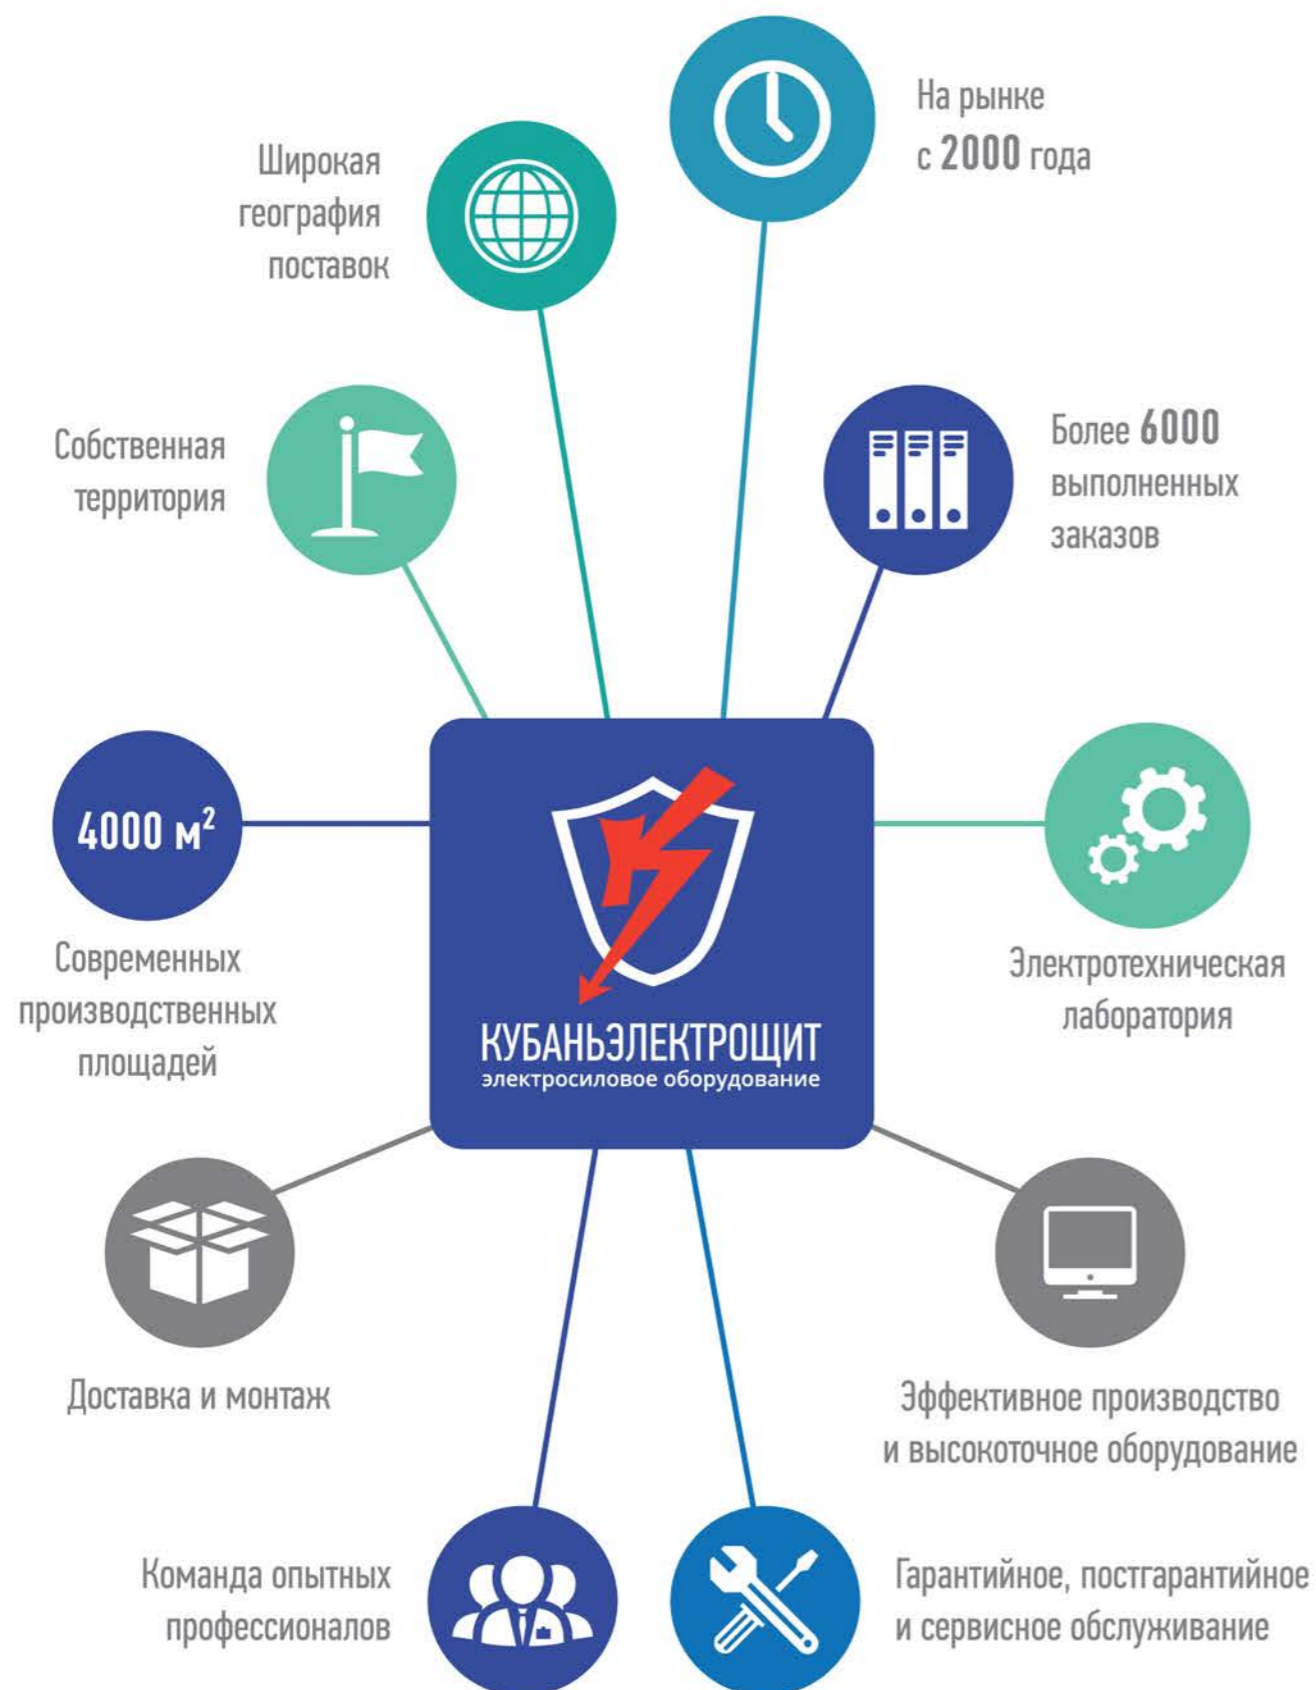 На рынке
с 2000 года
Широкая
география
поставок
Собственная
территория
Более 6000
выполненных
заказов
4000 м²
Современных
производственных
площадей
КУБАНЬЭЛЕКТРОЩИТ
электросиловое оборудование
Электротехническая
лаборатория
Доставка и монтаж
Эффективное производство
и высокоточное оборудование
Команда опытных
профессионалов
Гарантийное, постгарантийное
и сервисное обслуживание